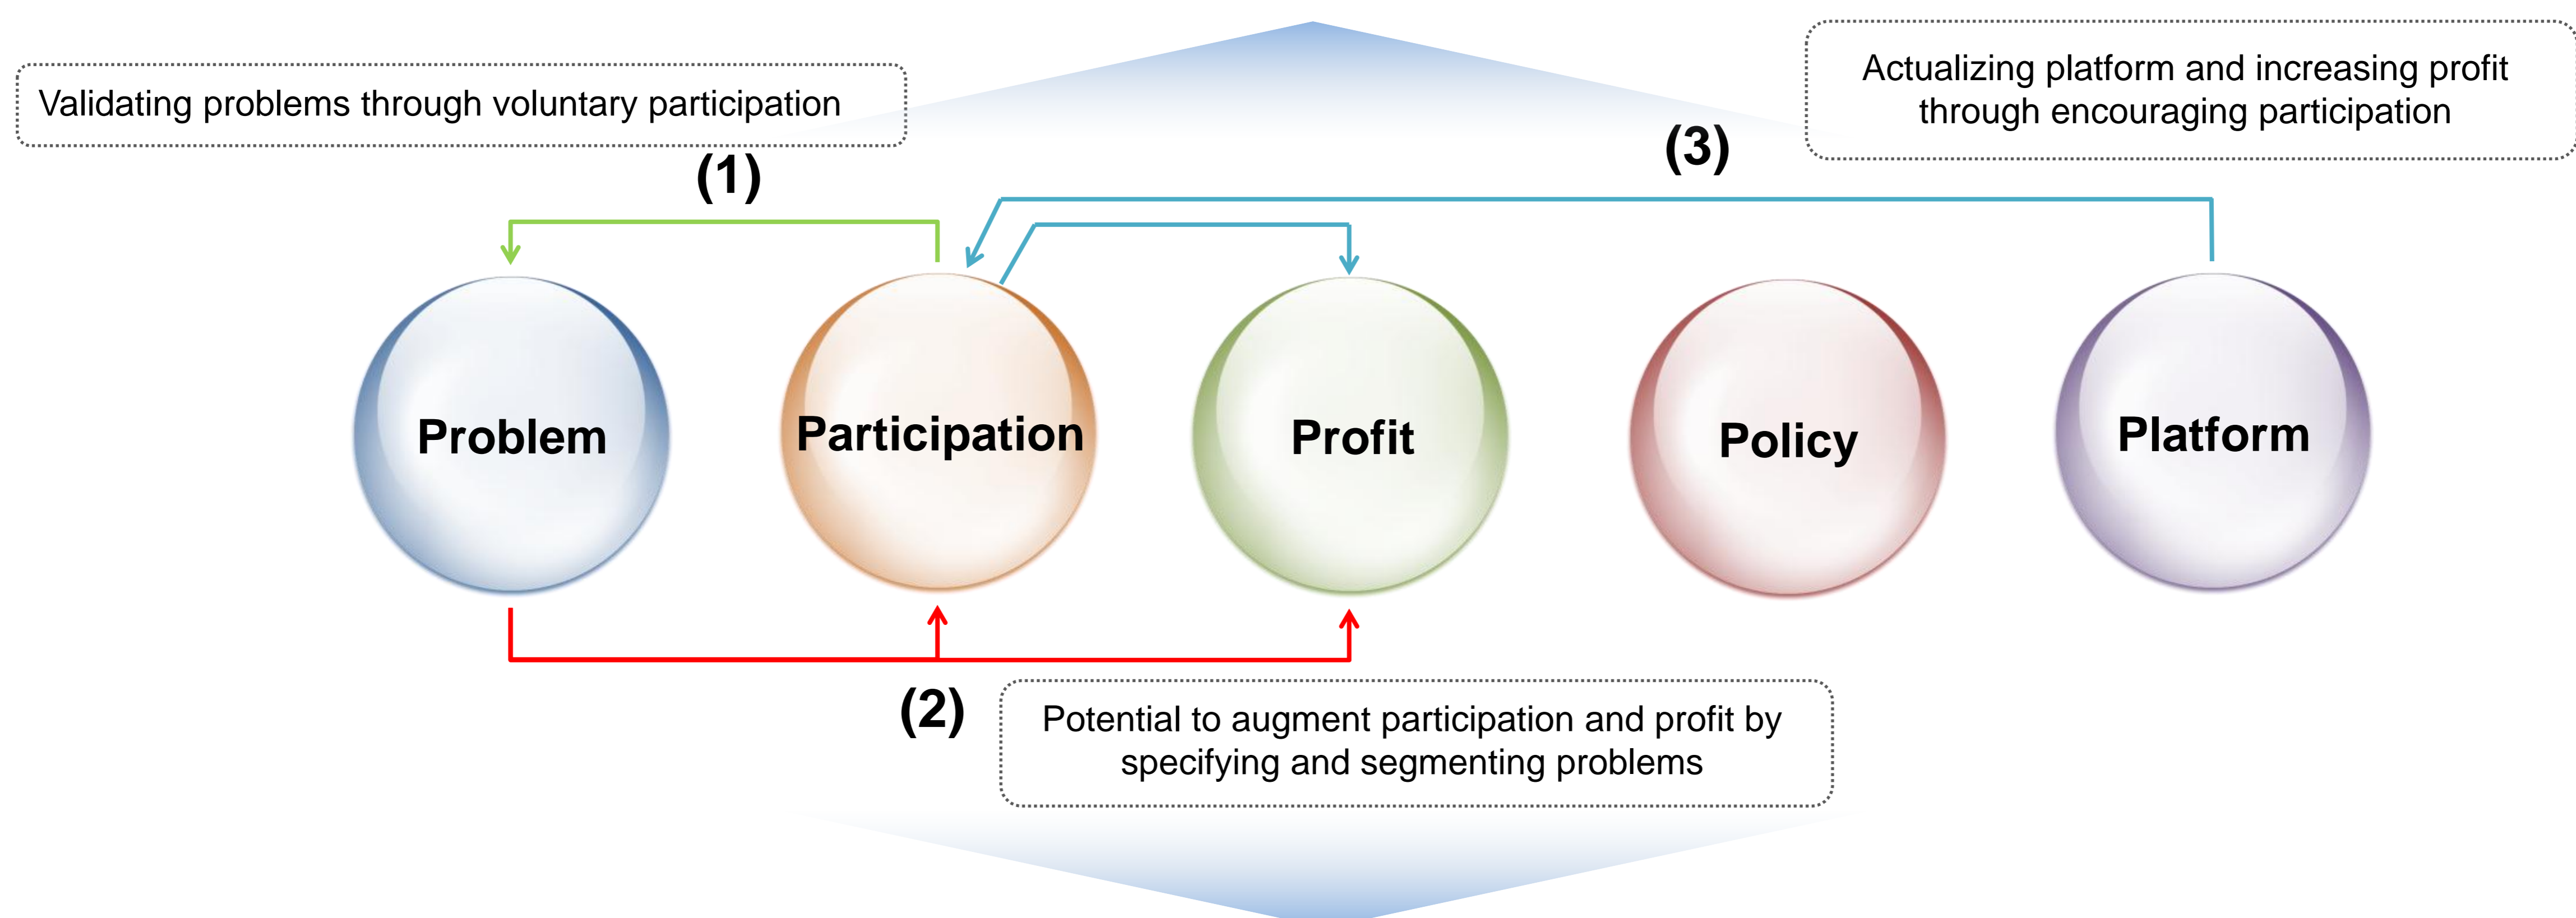 Validating problems through voluntary participation
Actualizing platform and increasing profit
through encouraging participation
(1)
(3)
Problem
Participation
Profit
Policy
Platform
(2)
Potential to augment participation and profit by
specifying and segmenting problems